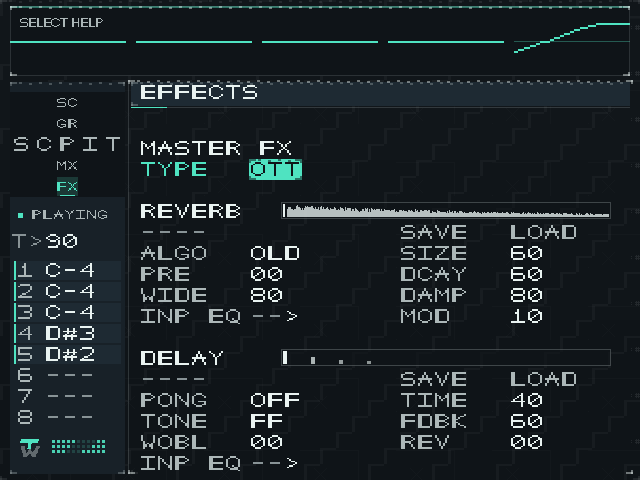 SELECT HELP
SC
GR
SCPIT
MX
FX
PLAYING
T>90
1 C-4
2 C-4
3 C-4
4 D#3
5 D#2
6 ---
7 ---
8 ---
TW
EFFECTS
MASTER FX
TYPE OTT
REVERB
---- SAVE LOAD
ALGO OLD SIZE 60
PRE 00 DCAY 60
WIDE 80 DAMP 80
INP EQ --> MOD 10
DELAY
---- SAVE LOAD
PONG OFF TIME 40
TONE FF FDBK 60
WOBL 00 REV 00
INP EQ -->